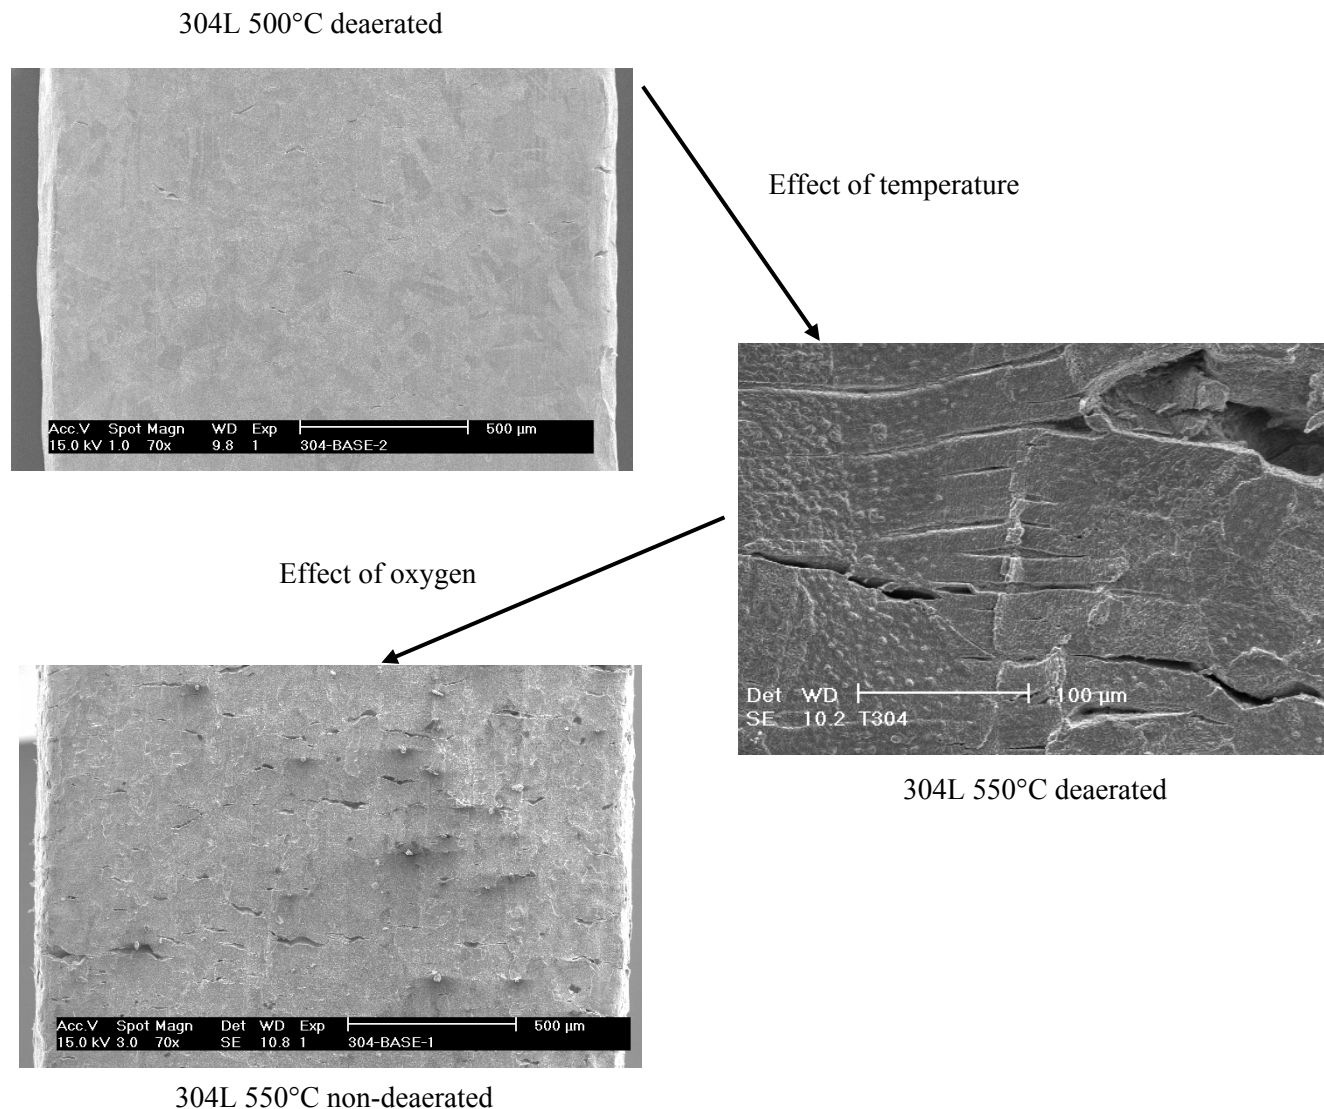 304L 500°C deaerated
Effect of temperature
Acc.V Spot Magn WD Exp 500 µm
15.0 kV 1.0 70x 9.8 1 304-BASE-2
Effect of oxygen
Det WD 100 µm
SE 10.2 T304
304L 550°C deaerated
Acc.V Spot Magn Det WD Exp 500 µm
15.0 kV 3.0 70x SE 10.8 1 304-BASE-1
304L 550°C non-deaerated